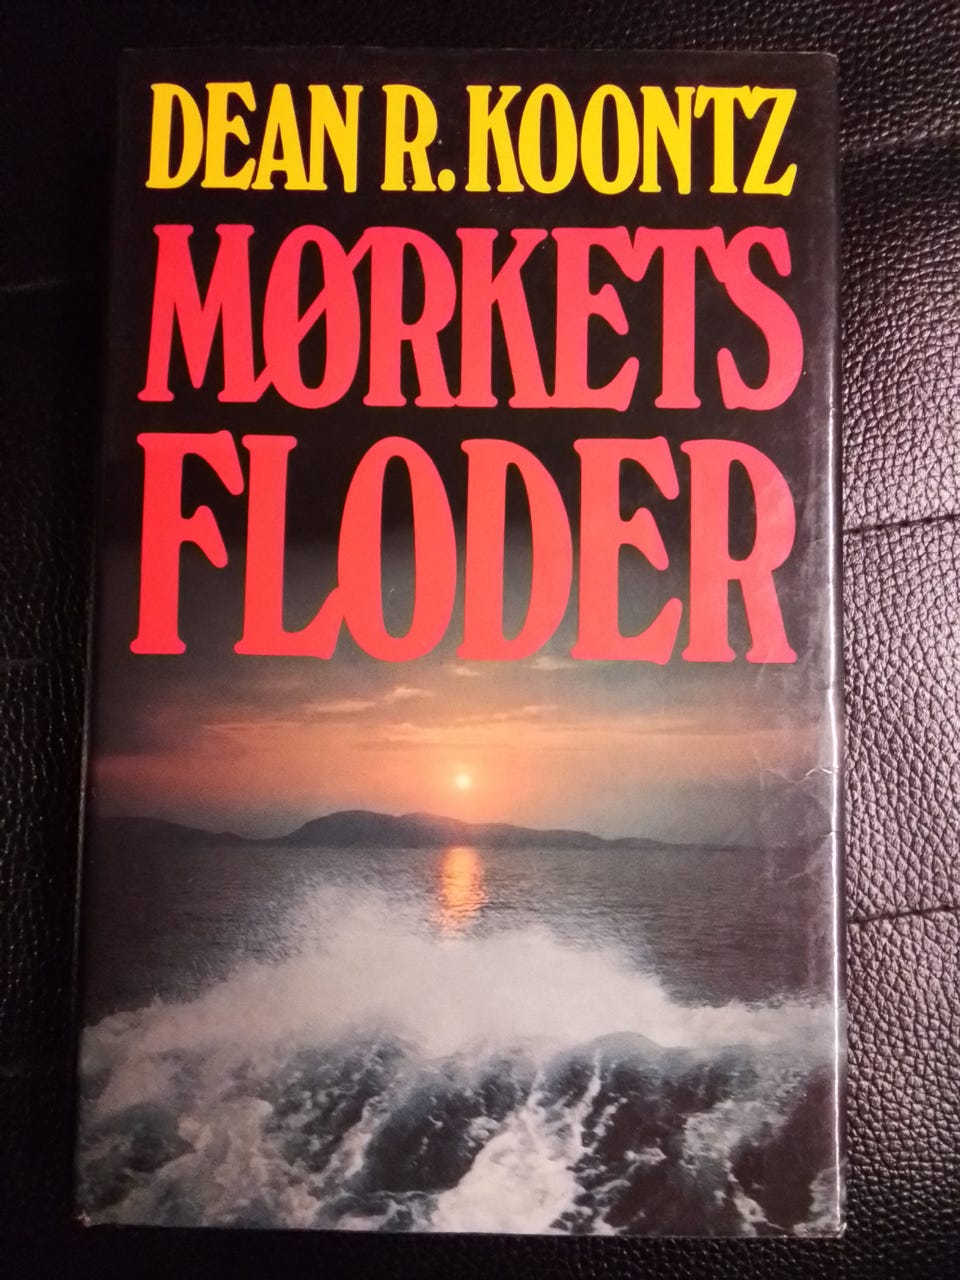 DEAN R. KOONTZ
MØRKETS
FLODER